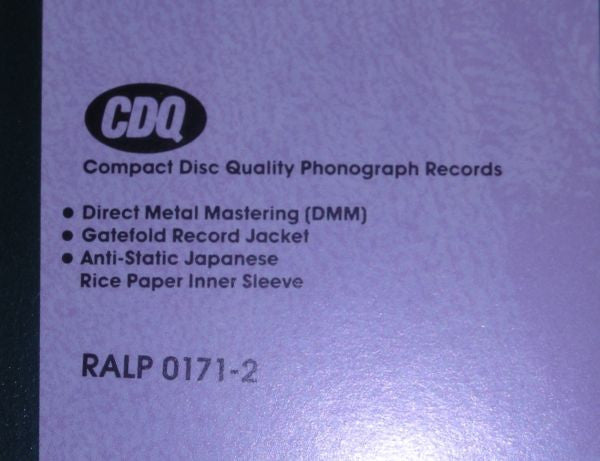 CDQ
Compact Disc Quality Phonograph Records
● Direct Metal Mastering (DMM)
● Gatefold Record Jacket
● Anti-Static Japanese
Rice Paper Inner Sleeve
RALP 0171-2